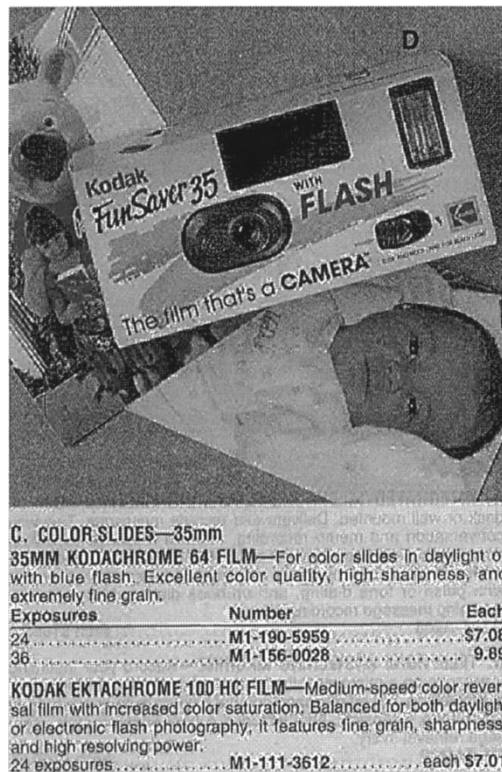 D
Kodak
FunSaver 35
WITH
FLASH
The film that's a CAMERA
C. COLOR SLIDES—35mm
35MM KODACHROME 64 FILM—For color slides in daylight o
with blue flash. Excellent color quality, high sharpness, and
extremely fine grain.
Exposures Number Each
24 M1-190-5959 $7.08
36 M1-156-0028 9.89
KODAK EKTACHROME 100 HC FILM—Medium-speed color rever-
sal film with increased color saturation. Balanced for both dayligh
or electronic flash photography, it features fine grain, sharpness
and high resolving power.
24 exposures M1-111-3612 each $7.0